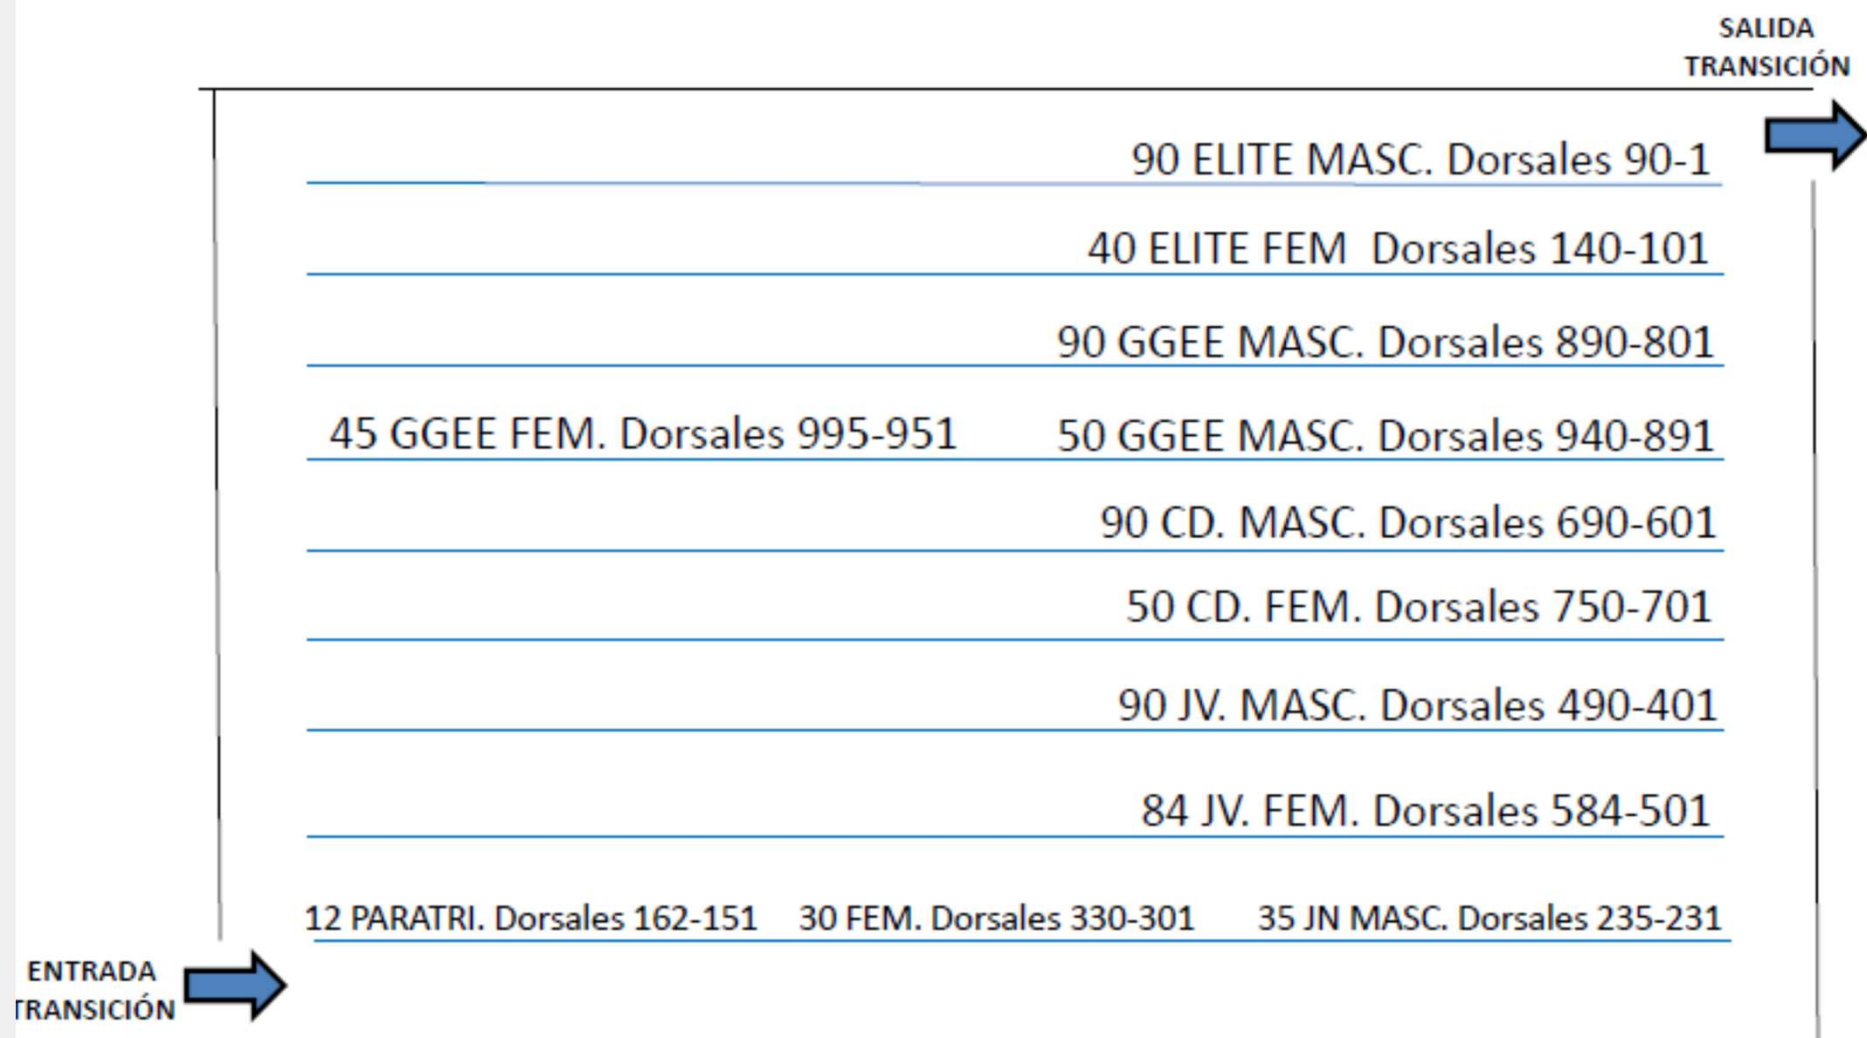 SALIDA
TRANSICIÓN
90 ELITE MASC. Dorsales 90-1
40 ELITE FEM Dorsales 140-101
90 GGEE MASC. Dorsales 890-801
45 GGEE FEM. Dorsales 995-951 50 GGEE MASC. Dorsales 940-891
90 CD. MASC. Dorsales 690-601
50 CD. FEM. Dorsales 750-701
90 JV. MASC. Dorsales 490-401
84 JV. FEM. Dorsales 584-501
12 PARATRI. Dorsales 162-151 30 FEM. Dorsales 330-301 35 JN MASC. Dorsales 235-231
ENTRADA
TRANSICIÓN